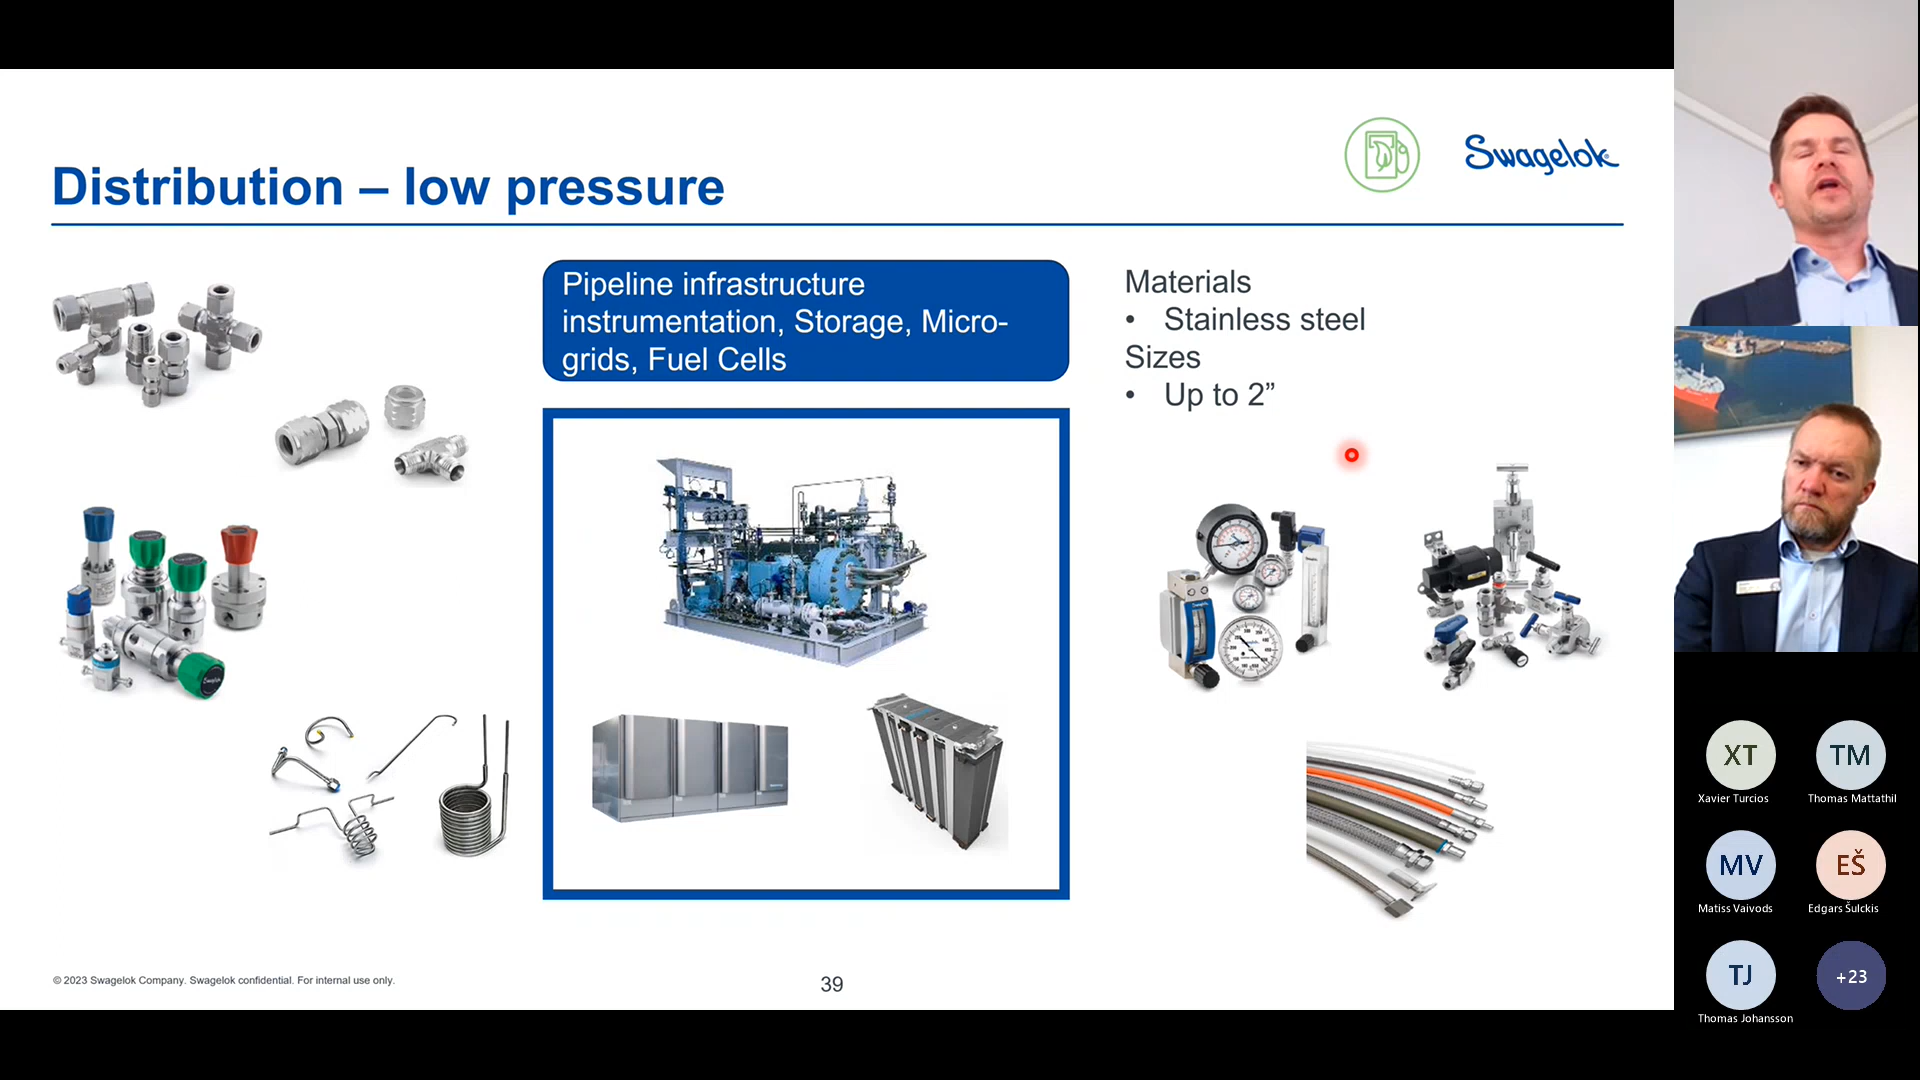 Swagelok
Distribution – low pressure
Pipeline infrastructure
instrumentation, Storage, Micro-
grids, Fuel Cells
Materials
• Stainless steel
Sizes
• Up to 2”
© 2023 Swagelok Company. Swagelok confidential. For internal use only.
39
XT
Xavier Turcios
TM
Thomas Mattathil
MV
Matiss Vaivods
EŠ
Edgars Šulckis
TJ
Thomas Johansson
+23